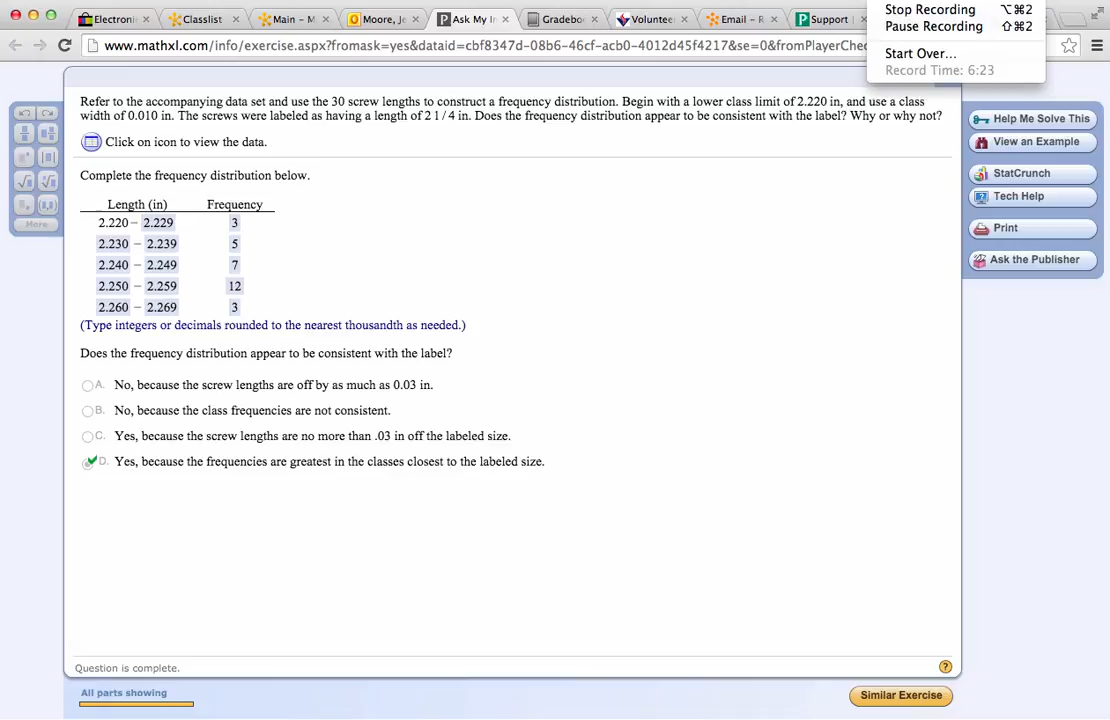 Stop Recording ⌥⌘2
Pause Recording ⇧⌘2
Start Over...
Record Time: 6:23
Electroni
Classlist
Main – M
Moore, Je
Ask My In
Gradeboo
Voluntee
Email – R
Support |
www.mathxl.com/info/exercise.aspx?fromask=yes&dataid=cbf8347d-08b6-46cf-acb0-4012d45f4217&se=0&fromPlayerChec
Refer to the accompanying data set and use the 30 screw lengths to construct a frequency distribution. Begin with a lower class limit of 2.220 in, and use a class
width of 0.010 in. The screws were labeled as having a length of 2 1 / 4 in. Does the frequency distribution appear to be consistent with the label? Why or why not?
Click on icon to view the data.
Complete the frequency distribution below.
Length (in) Frequency
2.220 – 2.229 3
2.230 – 2.239 5
2.240 – 2.249 7
2.250 – 2.259 12
2.260 – 2.269 3
(Type integers or decimals rounded to the nearest thousandth as needed.)
Does the frequency distribution appear to be consistent with the label?
A. No, because the screw lengths are off by as much as 0.03 in.
B. No, because the class frequencies are not consistent.
C. Yes, because the screw lengths are no more than .03 in off the labeled size.
D. Yes, because the frequencies are greatest in the classes closest to the labeled size.
More
Help Me Solve This
View an Example
StatCrunch
Tech Help
Print
Ask the Publisher
Question is complete.
?
All parts showing
Similar Exercise